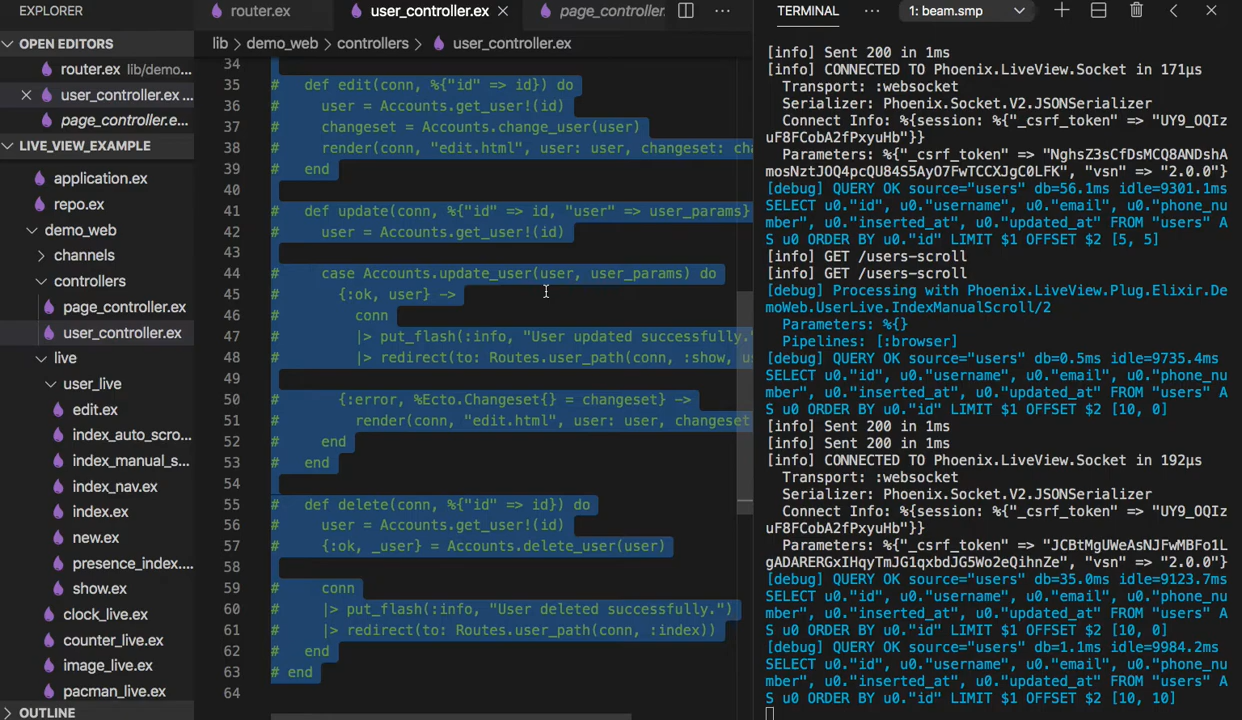 EXPLORER
OPEN EDITORS
router.ex lib/demo...
user_controller.ex ...
page_controller.e...
LIVE_VIEW_EXAMPLE
application.ex
repo.ex
demo_web
channels
controllers
page_controller.ex
user_controller.ex
live
user_live
edit.ex
index_auto_scro...
index_manual_s...
index_nav.ex
index.ex
new.ex
presence_index....
show.ex
clock_live.ex
counter_live.ex
image_live.ex
pacman_live.ex
OUTLINE
router.ex
user_controller.ex
page_controller.
lib > demo_web > controllers > user_controller.ex
34
35 # def edit(conn, %{"id" => id}) do
36 # user = Accounts.get_user!(id)
37 # changeset = Accounts.change_user(user)
38 # render(conn, "edit.html", user: user, changeset: cha
39 # end
40
41 # def update(conn, %{"id" => id, "user" => user_params}
42 # user = Accounts.get_user!(id)
43
44 # case Accounts.update_user(user, user_params) do
45 # {:ok, user} ->
46 # conn
47 # |> put_flash(:info, "User updated successfully."
48 # |> redirect(to: Routes.user_path(conn, :show, us
49
50 # {:error, %Ecto.Changeset{} = changeset} ->
51 # render(conn, "edit.html", user: user, changeset
52 # end
53 # end
54
55 # def delete(conn, %{"id" => id}) do
56 # user = Accounts.get_user!(id)
57 # {:ok, _user} = Accounts.delete_user(user)
58
59 # conn
60 # |> put_flash(:info, "User deleted successfully.")
61 # |> redirect(to: Routes.user_path(conn, :index))
62 # end
63 # end
64
TERMINAL
1: beam.smp
[info] Sent 200 in 1ms
[info] CONNECTED TO Phoenix.LiveView.Socket in 171µs
Transport: :websocket
Serializer: Phoenix.Socket.V2.JSONSerializer
Connect Info: %{session: %{"_csrf_token" => "UY9_OQIz
uF8FCobA2fPxyuHb"}}
Parameters: %{"_csrf_token" => "NghsZ3sCfDsMCQ8ANDshA
mosNztJOQ4pcQU84S5AyO7FwTCCXJgC0LFK", "vsn" => "2.0.0"}
[debug] QUERY OK source="users" db=56.1ms idle=9301.1ms
SELECT u0."id", u0."username", u0."email", u0."phone_nu
mber", u0."inserted_at", u0."updated_at" FROM "users" A
S u0 ORDER BY u0."id" LIMIT $1 OFFSET $2 [5, 5]
[info] GET /users-scroll
[info] GET /users-scroll
[debug] Processing with Phoenix.LiveView.Plug.Elixir.De
moWeb.UserLive.IndexManualScroll/2
Parameters: %{}
Pipelines: [:browser]
[debug] QUERY OK source="users" db=0.5ms idle=9735.4ms
SELECT u0."id", u0."username", u0."email", u0."phone_nu
mber", u0."inserted_at", u0."updated_at" FROM "users" A
S u0 ORDER BY u0."id" LIMIT $1 OFFSET $2 [10, 0]
[info] Sent 200 in 1ms
[info] Sent 200 in 1ms
[info] CONNECTED TO Phoenix.LiveView.Socket in 192µs
Transport: :websocket
Serializer: Phoenix.Socket.V2.JSONSerializer
Connect Info: %{session: %{"_csrf_token" => "UY9_OQIz
uF8FCobA2fPxyuHb"}}
Parameters: %{"_csrf_token" => "JCBtMgUWeAsNJFwMBFo1L
gADARERGxIHqyTmJG1qxbdJG5Wo2eQihnZe", "vsn" => "2.0.0"}
[debug] QUERY OK source="users" db=35.0ms idle=9123.7ms
SELECT u0."id", u0."username", u0."email", u0."phone_nu
mber", u0."inserted_at", u0."updated_at" FROM "users" A
S u0 ORDER BY u0."id" LIMIT $1 OFFSET $2 [10, 0]
[debug] QUERY OK source="users" db=1.1ms idle=9984.2ms
SELECT u0."id", u0."username", u0."email", u0."phone_nu
mber", u0."inserted_at", u0."updated_at" FROM "users" A
S u0 ORDER BY u0."id" LIMIT $1 OFFSET $2 [10, 10]